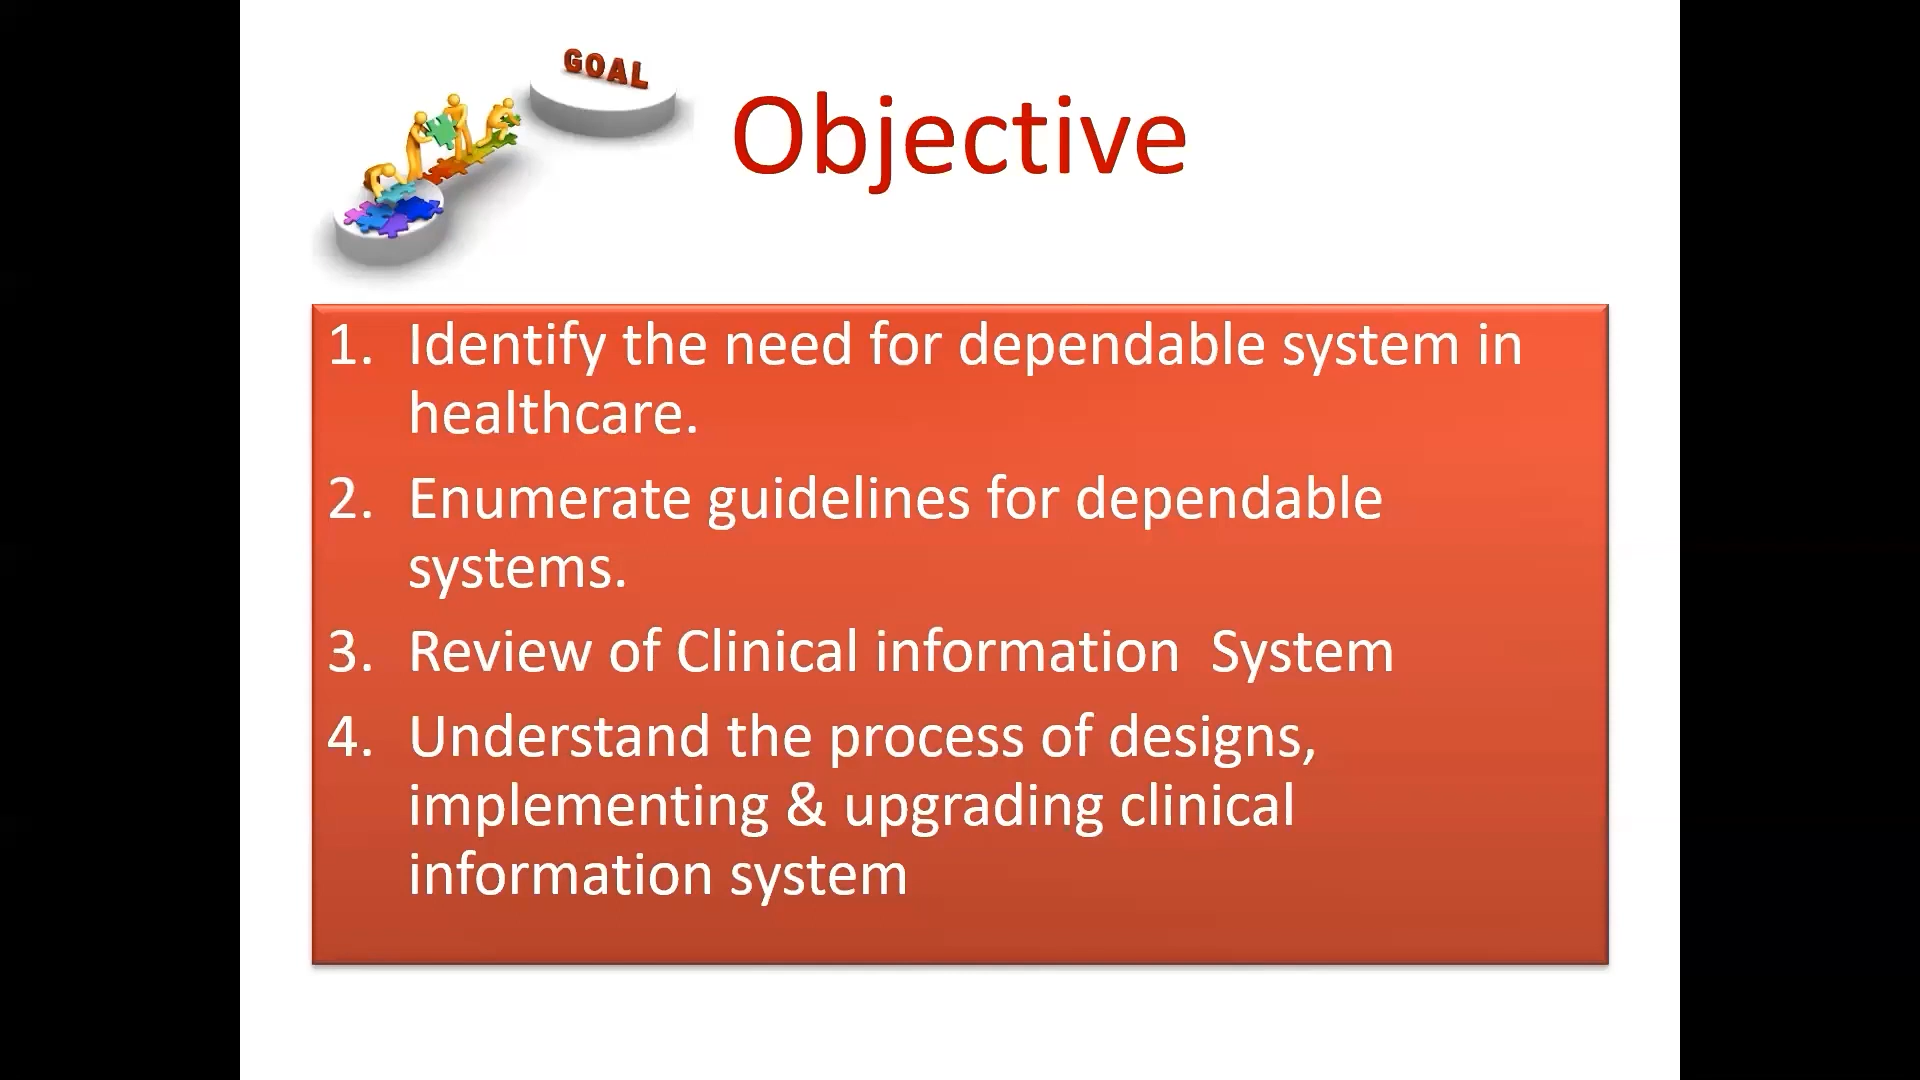 GOAL
Objective
1. Identify the need for dependable system in
healthcare.
2. Enumerate guidelines for dependable
systems.
3. Review of Clinical information  System
4. Understand the process of designs,
implementing & upgrading clinical
information system